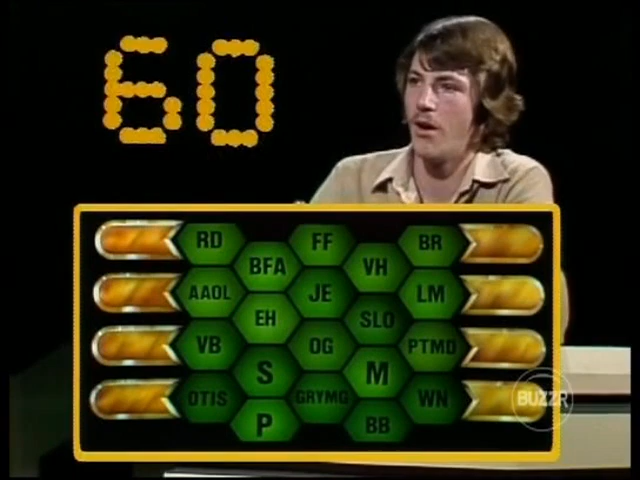 60
RD
FF
BR
BFA
VH
AAOL
JE
LM
EH
SLO
VB
OG
PTMD
S
M
OTIS
GRYMG
WN
P
BB
BUZZR